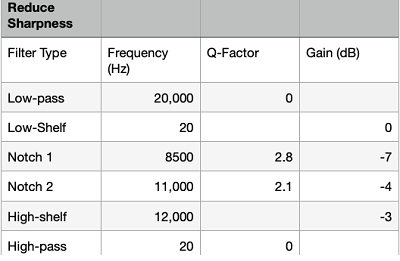 Reduce
Sharpness
Filter Type Frequency (Hz) Q-Factor Gain (dB)
Low-pass 20,000 0
Low-Shelf 20 0
Notch 1 8500 2.8 -7
Notch 2 11,000 2.1 -4
High-shelf 12,000 -3
High-pass 20 0